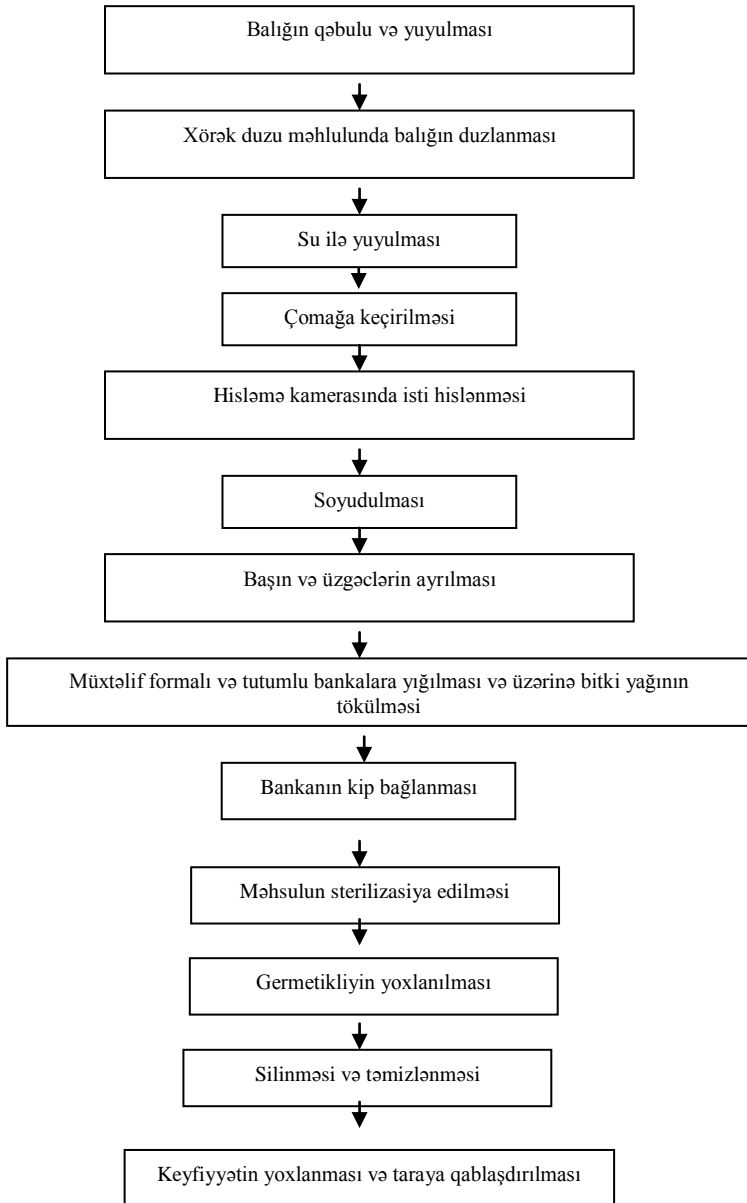 Balığın qəbulu və yuyulması
Xörək duzu məhlulunda balığın duzlanması
Su ilə yuyulması
Çomağa keçirilməsi
Hisləmə kamerasında isti hislənməsi
Soyudulması
Başın və üzgəclərin ayrılması
Müxtəlif formalı və tutumlu bankalara yığılması və üzərinə bitki yağının
tökülməsi
Bankanın kip bağlanması
Məhsulun sterilizasiya edilməsi
Germetikliyin yoxlanılması
Silinməsi və təmizlənməsi
Keyfiyyətin yoxlanması və taraya qablaşdırılması